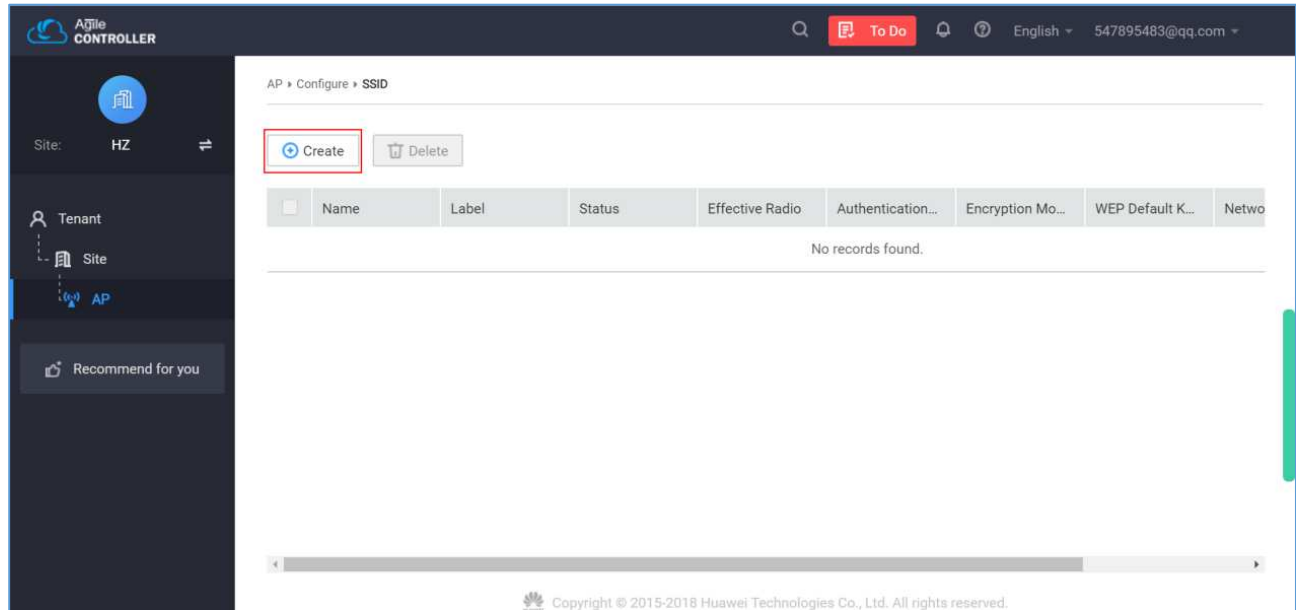 Agile
CONTROLLER
To Do
English
547895483@qq.com
AP ▸ Configure ▸ SSID
Site: HZ
Create Delete
Name Label Status Effective Radio Authentication... Encryption Mo... WEP Default K... Netwo
No records found.
Tenant
Site
AP
Recommend for you
Copyright © 2015-2018 Huawei Technologies Co., Ltd. All rights reserved.